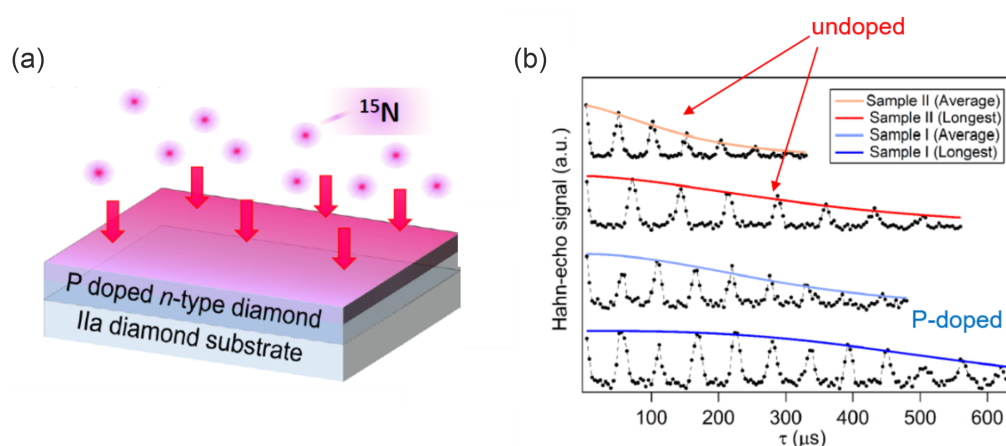 (a)
15N
P doped n-type diamond
IIa diamond substrate
(b)
undoped
Sample II (Average)
Sample II (Longest)
Sample I (Average)
Sample I (Longest)
P-doped
Hahn-echo signal (a.u.)
100 200 300 400 500 600
τ (μs)